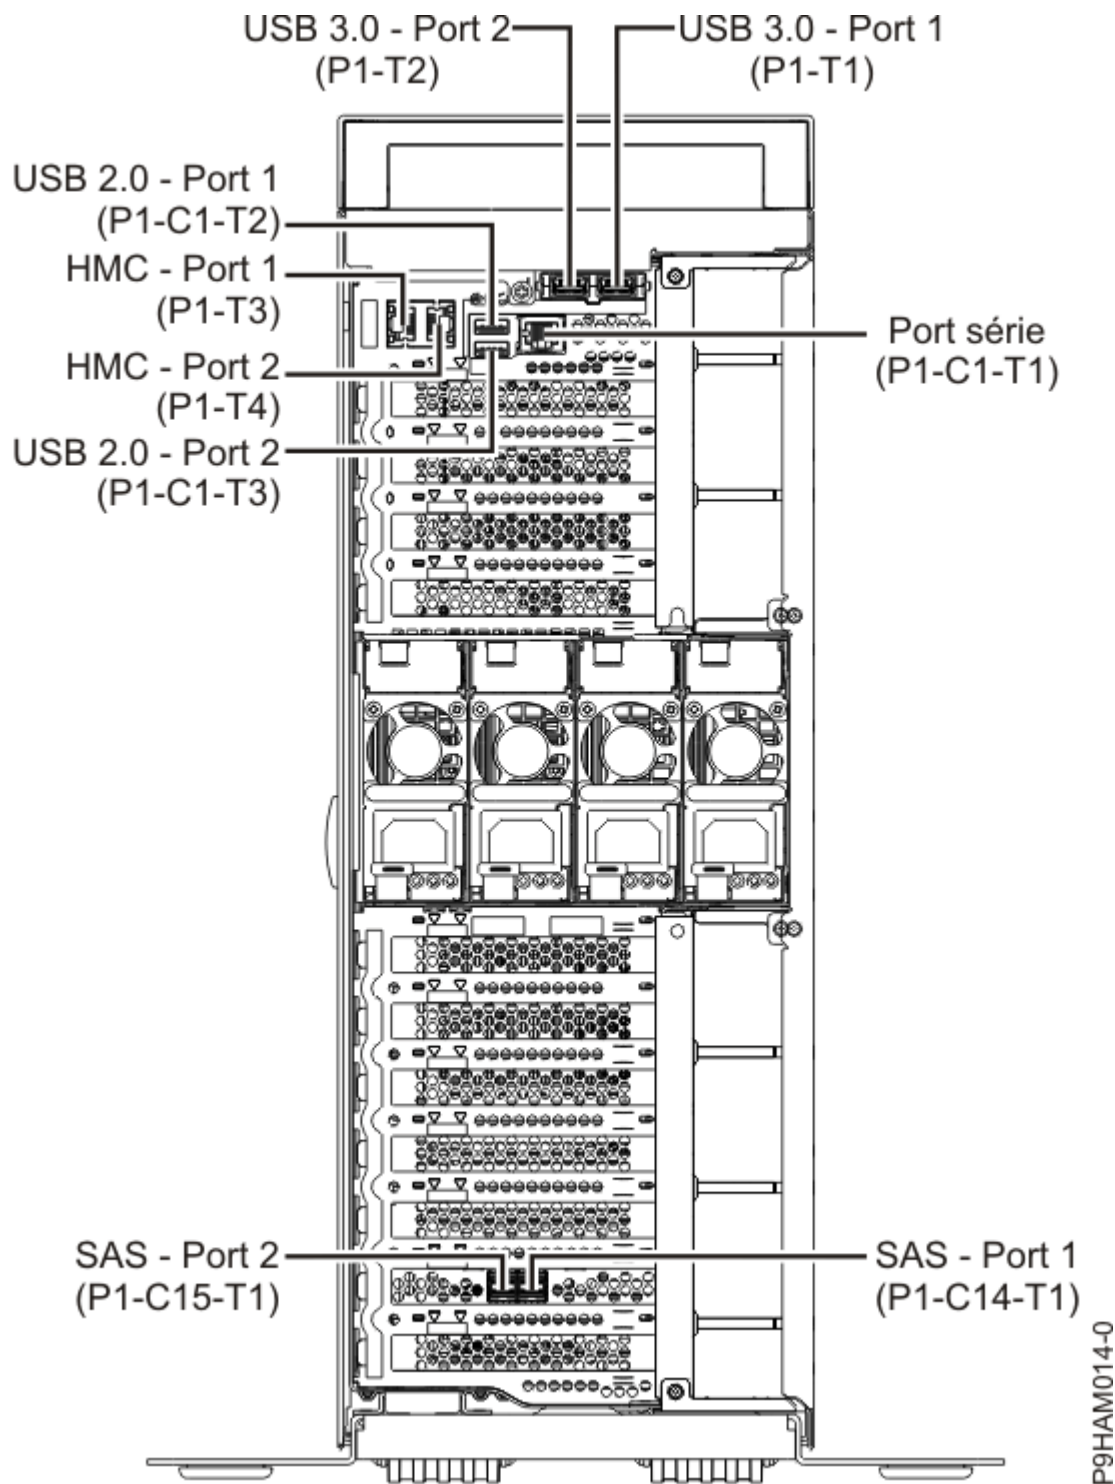 USB 3.0 - Port 2
(P1-T2)
USB 3.0 - Port 1
(P1-T1)
USB 2.0 - Port 1
(P1-C1-T2)
HMC - Port 1
(P1-T3)
HMC - Port 2
(P1-T4)
USB 2.0 - Port 2
(P1-C1-T3)
Port série
(P1-C1-T1)
SAS - Port 2
(P1-C15-T1)
SAS - Port 1
(P1-C14-T1)
P9HAM014-0